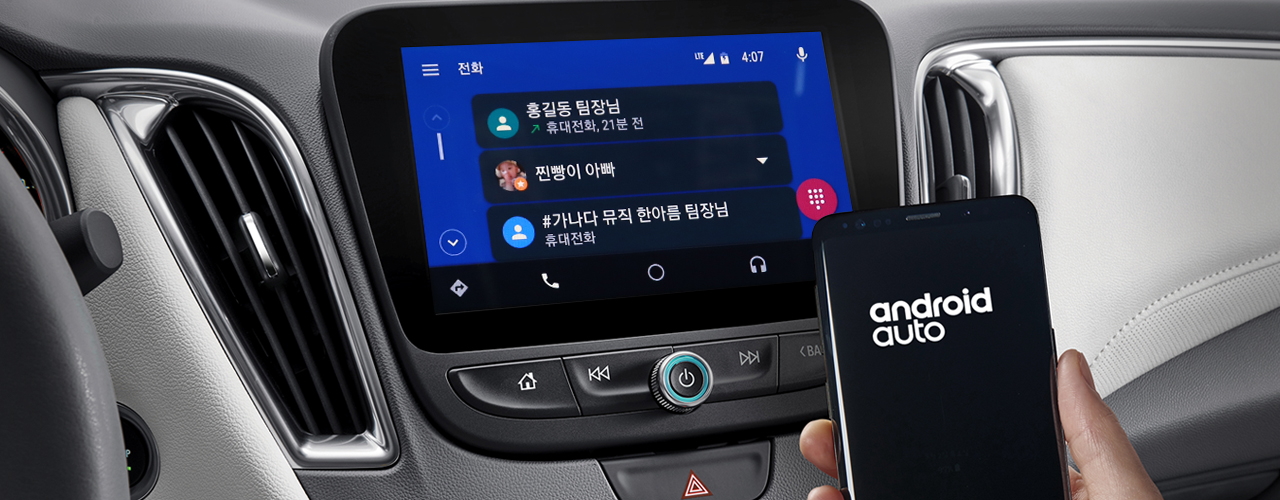 전화
LTE
4:07
홍길동 팀장님
휴대전화, 21분 전
찐빵이 아빠
#가나다 뮤직 한아름 팀장님
휴대전화
android
auto